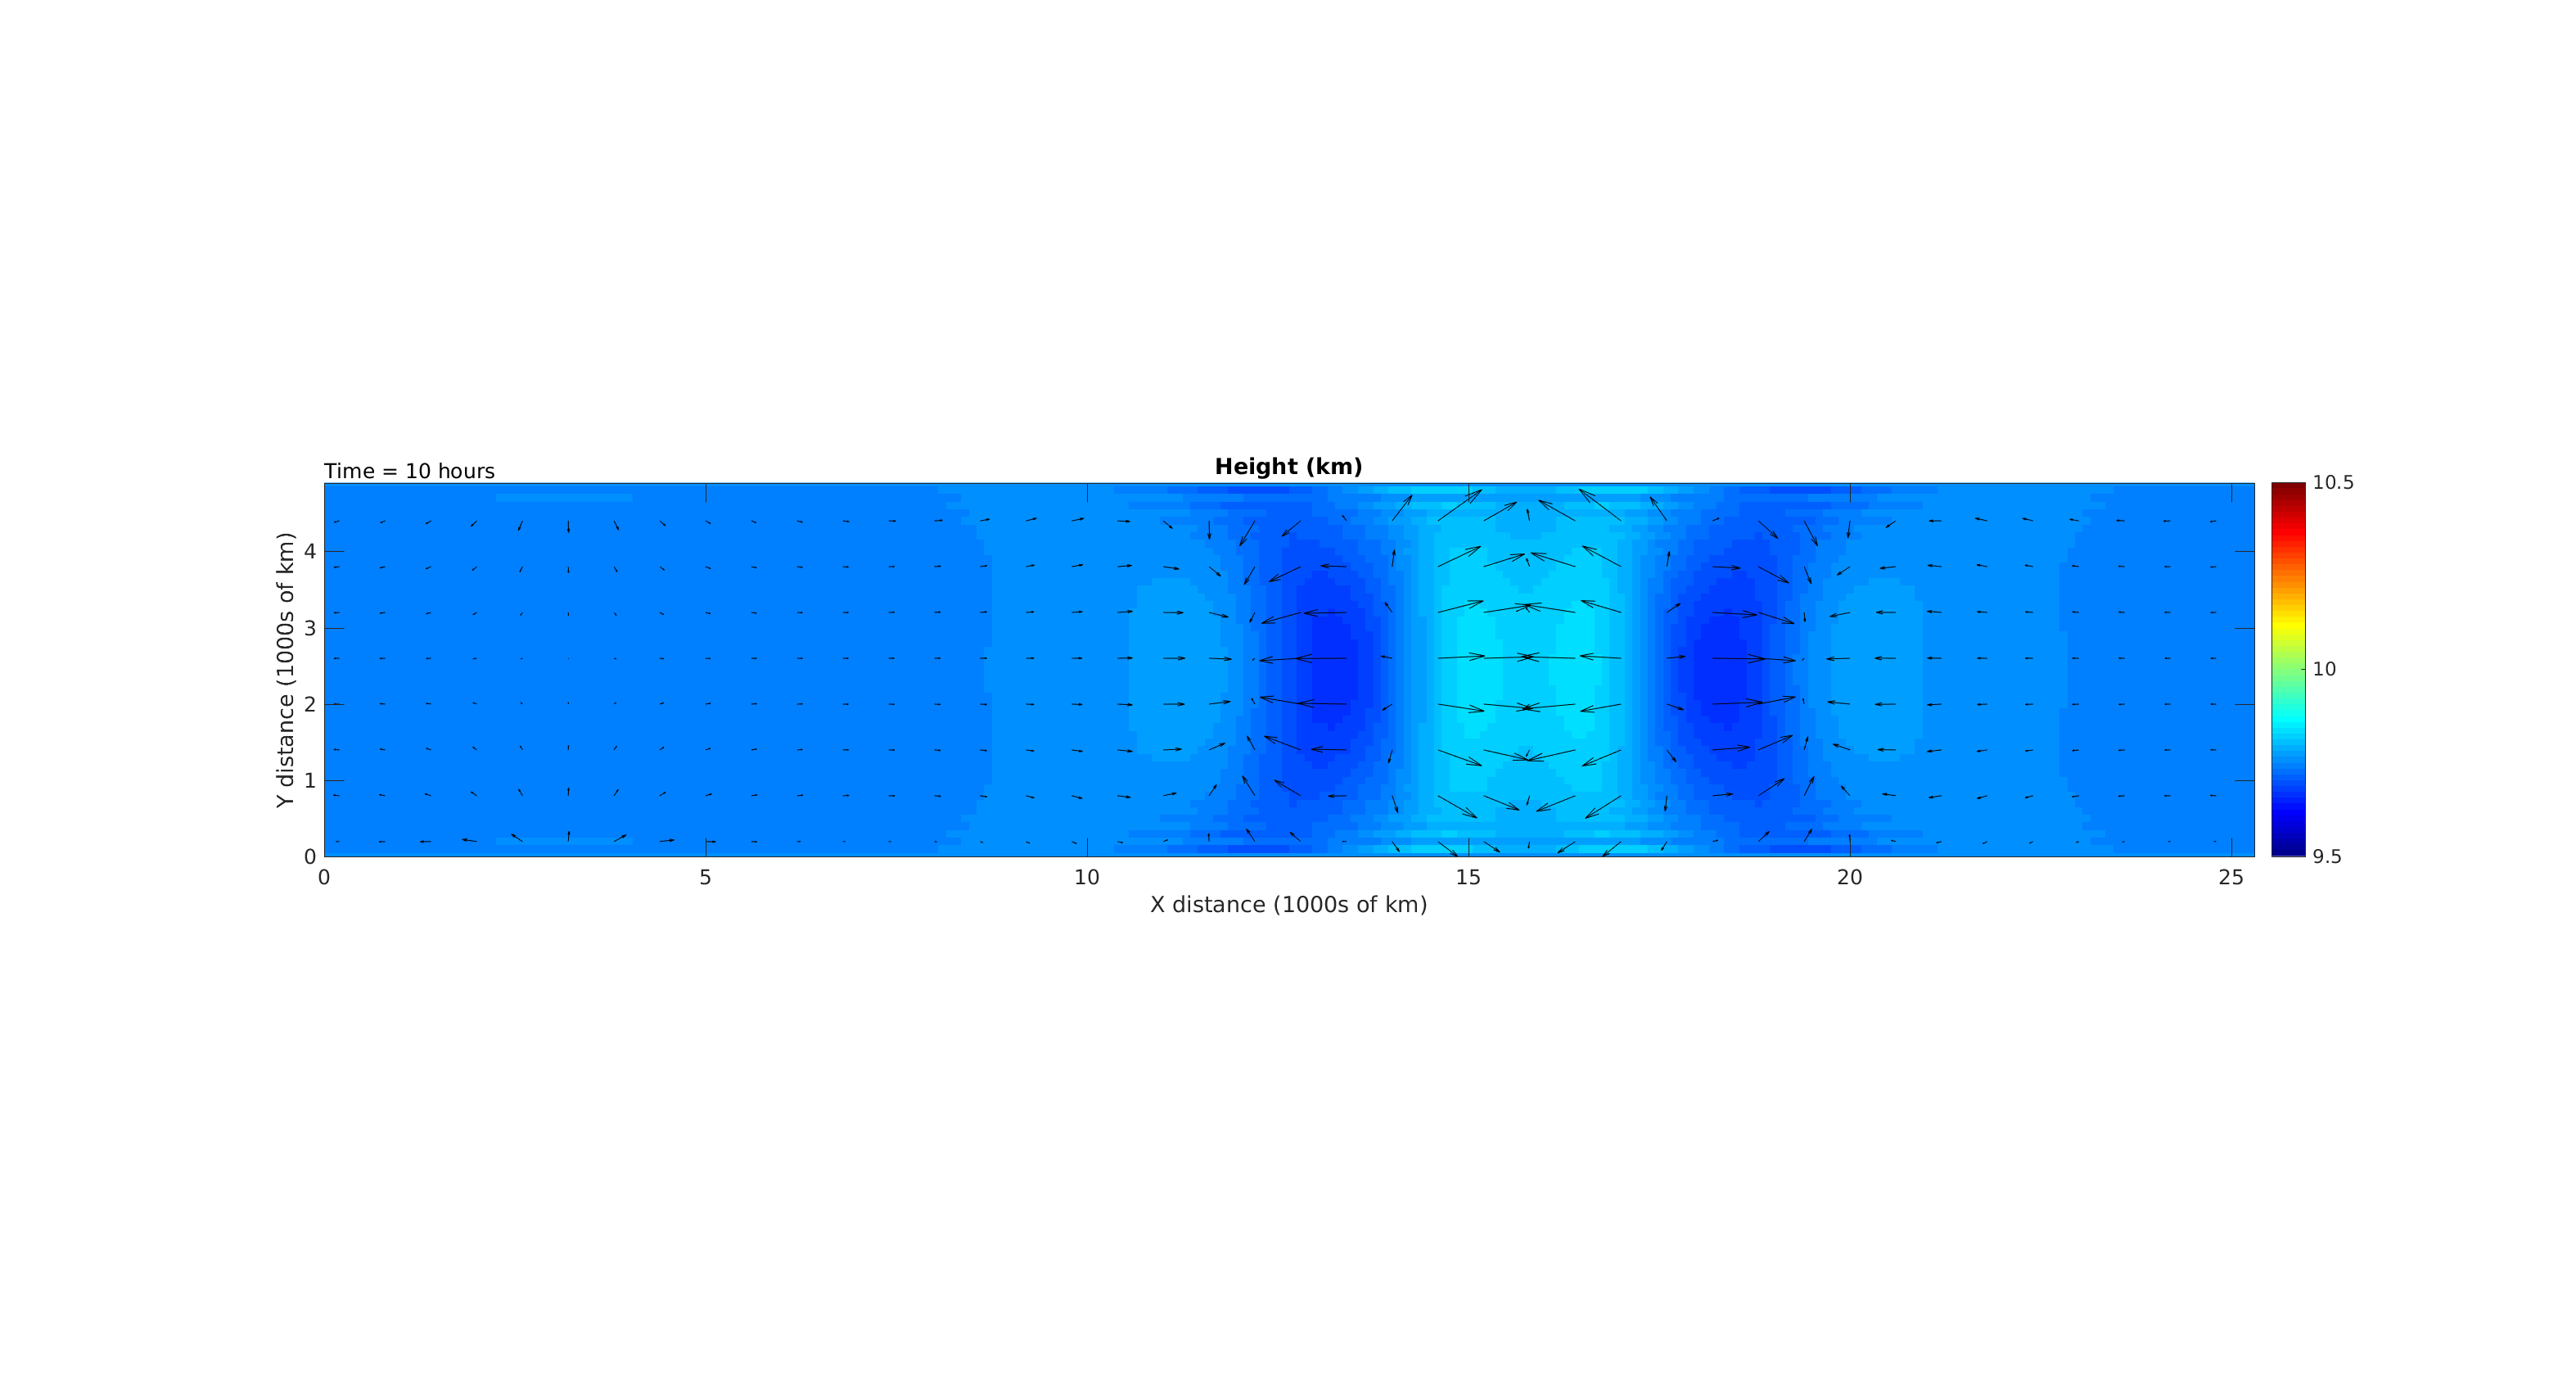 Time = 10 hours
Height (km)
10.5
10
9.5
Y distance (1000s of km)
4
3
2
1
0
0 5 10 15 20 25
X distance (1000s of km)